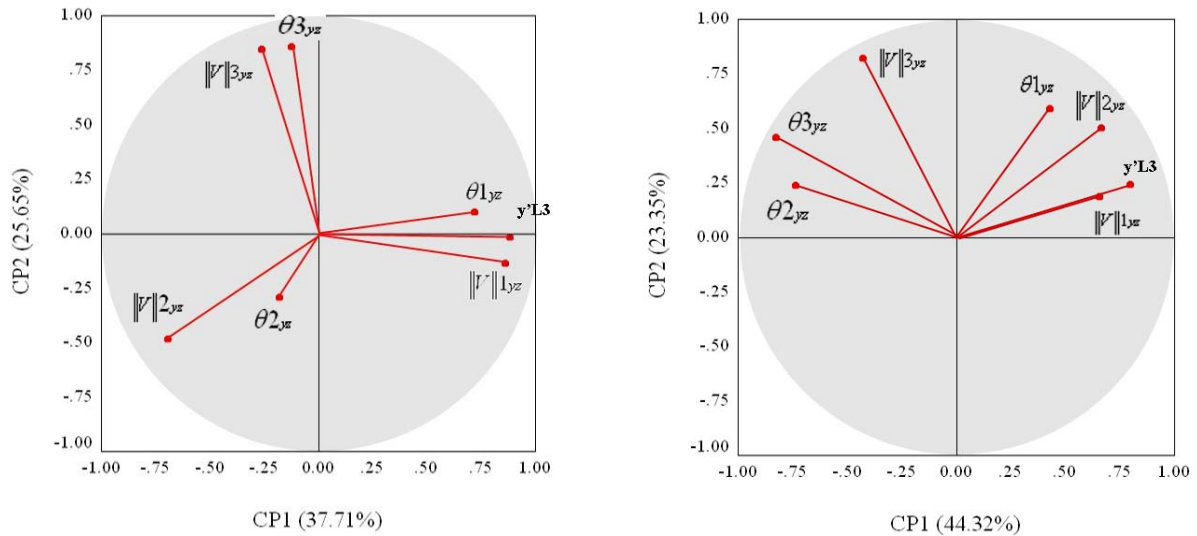 1.00
.75
.50
.25
0.00
-.25
-.50
-.75
-1.00
CP2 (25.65%)
θ3yz
‖V‖3yz
θ1yz
y'L3
‖V‖1yz
‖V‖2yz
θ2yz
-1.00 -.75 -.50 -.25 0.00 .25 .50 .75 1.00
CP1 (37.71%)
1.00
.75
.50
.25
0.00
-.25
-.50
-.75
-1.00
CP2 (23.35%)
‖V‖3yz
θ1yz
‖V‖2yz
θ3yz
y'L3
θ2yz
‖V‖1yz
-1.00 -.75 -.50 -.25 0.00 .25 .50 .75 1.00
CP1 (44.32%)